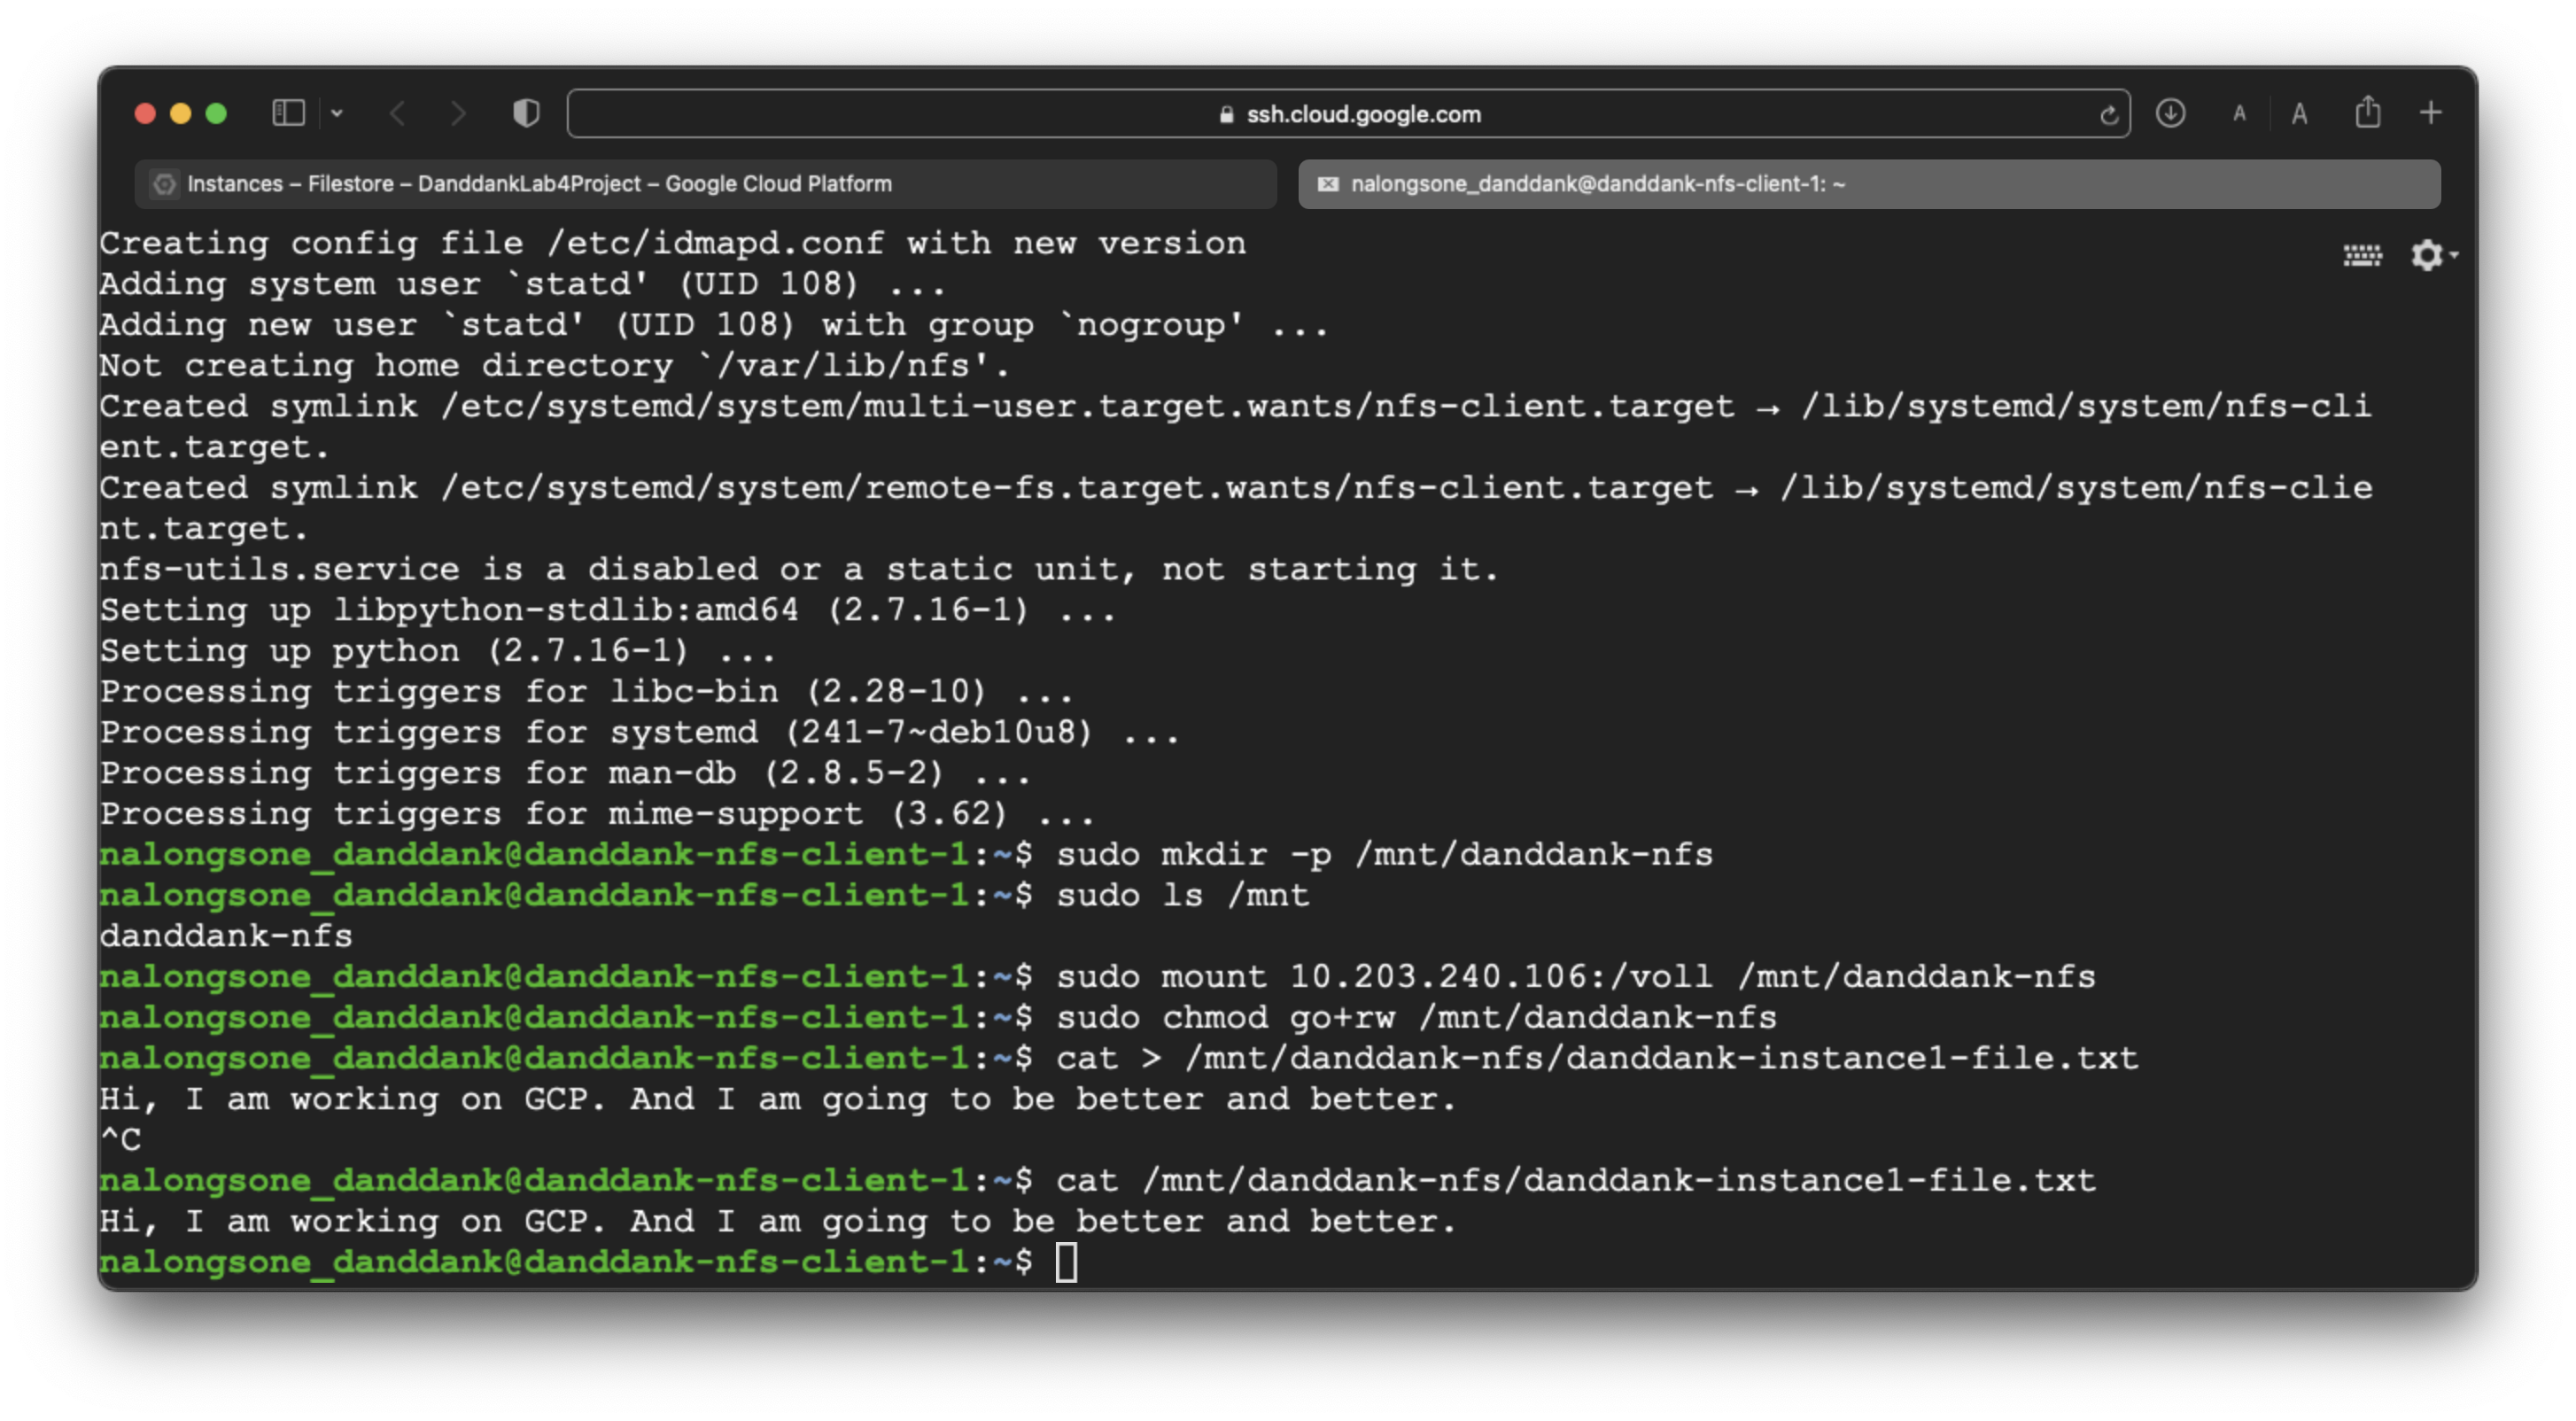 ssh.cloud.google.com
A A
Instances – Filestore – DanddankLab4Project – Google Cloud Platform
nalongsone_danddank@danddank-nfs-client-1: ~
Creating config file /etc/idmapd.conf with new version
Adding system user `statd' (UID 108) ...
Adding new user `statd' (UID 108) with group `nogroup' ...
Not creating home directory `/var/lib/nfs'.
Created symlink /etc/systemd/system/multi-user.target.wants/nfs-client.target → /lib/systemd/system/nfs-cli
ent.target.
Created symlink /etc/systemd/system/remote-fs.target.wants/nfs-client.target → /lib/systemd/system/nfs-clie
nt.target.
nfs-utils.service is a disabled or a static unit, not starting it.
Setting up libpython-stdlib:amd64 (2.7.16-1) ...
Setting up python (2.7.16-1) ...
Processing triggers for libc-bin (2.28-10) ...
Processing triggers for systemd (241-7~deb10u8) ...
Processing triggers for man-db (2.8.5-2) ...
Processing triggers for mime-support (3.62) ...
nalongsone_danddank@danddank-nfs-client-1:~$ sudo mkdir -p /mnt/danddank-nfs
nalongsone_danddank@danddank-nfs-client-1:~$ sudo ls /mnt
danddank-nfs
nalongsone_danddank@danddank-nfs-client-1:~$ sudo mount 10.203.240.106:/voll /mnt/danddank-nfs
nalongsone_danddank@danddank-nfs-client-1:~$ sudo chmod go+rw /mnt/danddank-nfs
nalongsone_danddank@danddank-nfs-client-1:~$ cat > /mnt/danddank-nfs/danddank-instance1-file.txt
Hi, I am working on GCP. And I am going to be better and better.
^C
nalongsone_danddank@danddank-nfs-client-1:~$ cat /mnt/danddank-nfs/danddank-instance1-file.txt
Hi, I am working on GCP. And I am going to be better and better.
nalongsone_danddank@danddank-nfs-client-1:~$